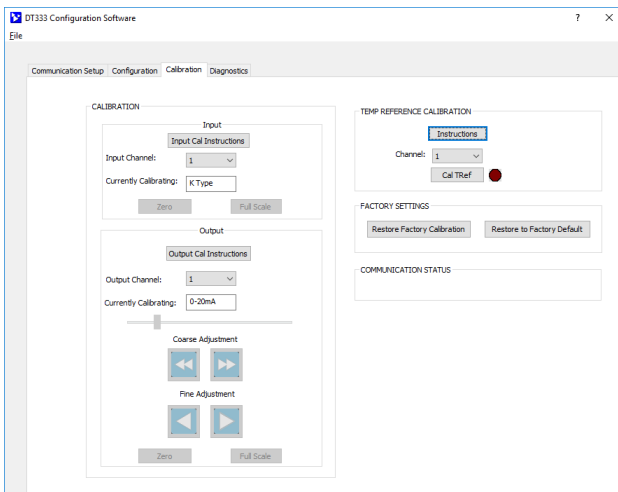 DT333 Configuration Software
File
Communication Setup Configuration Calibration Diagnostics
CALIBRATION
Input
Input Cal Instructions
Input Channel: 1
Currently Calibrating: K Type
Zero Full Scale
Output
Output Cal Instructions
Output Channel: 1
Currently Calibrating: 0-20mA
Coarse Adjustment
Fine Adjustment
Zero Full Scale
TEMP REFERENCE CALIBRATION
Instructions
Channel: 1
Cal TRef
FACTORY SETTINGS
Restore Factory Calibration Restore to Factory Default
COMMUNICATION STATUS